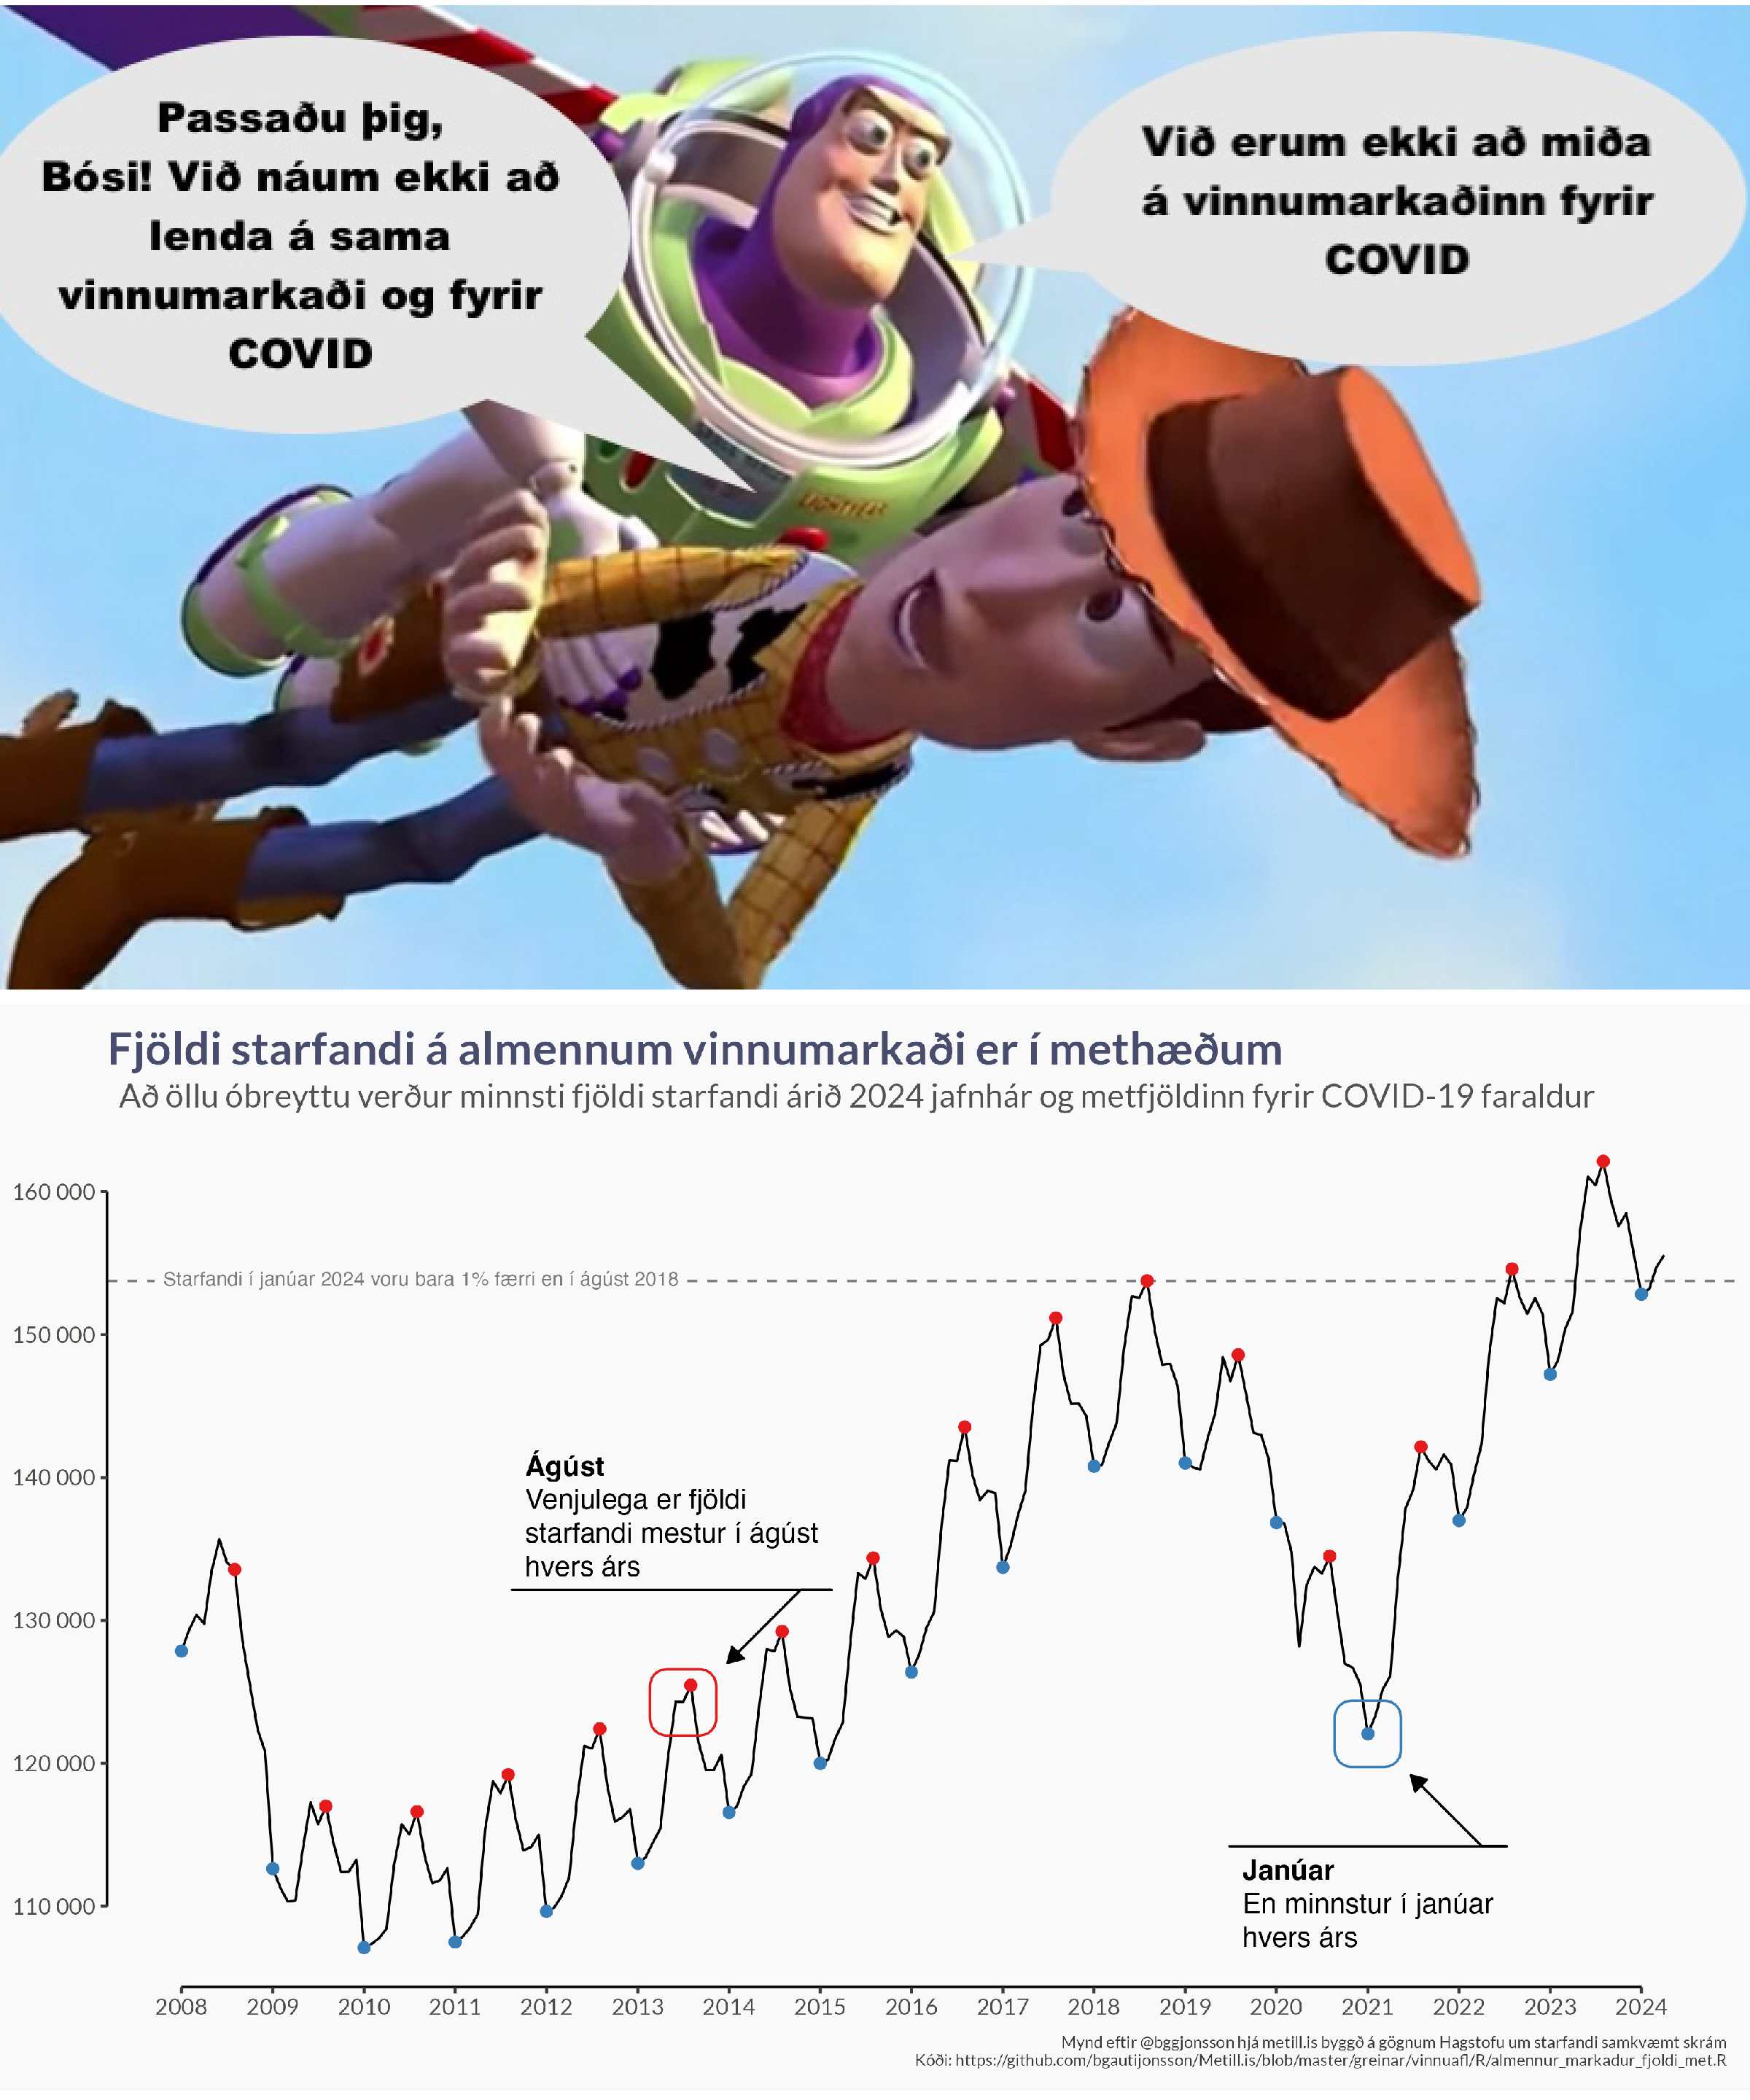 Passaðu þig,
Bósi! Við náum ekki að
lenda á sama
vinnumarkaði og fyrir
COVID
Við erum ekki að miða
á vinnumarkaðinn fyrir
COVID
Fjöldi starfandi á almennum vinnumarkaði er í methæðum
Að öllu óbreyttu verður minnsti fjöldi starfandi árið 2024 jafnhár og metfjöldinn fyrir COVID-19 faraldur
160 000
Starfandi í janúar 2024 voru bara 1% færri en í ágúst 2018
150 000
140 000
130 000
120 000
110 000
Ágúst
Venjulega er fjöldi
starfandi mestur í ágúst
hvers árs
Janúar
En minnstur í janúar
hvers árs
2008 2009 2010 2011 2012 2013 2014 2015 2016 2017 2018 2019 2020 2021 2022 2023 2024
Mynd eftir @bggjonsson hjá metill.is byggð á gögnum Hagstofu um starfandi samkvæmt skrám
Kóði: https://github.com/bgautijonsson/Metill.is/blob/master/greinar/vinnuafl/R/almennur_markadur_fjoldi_met.R